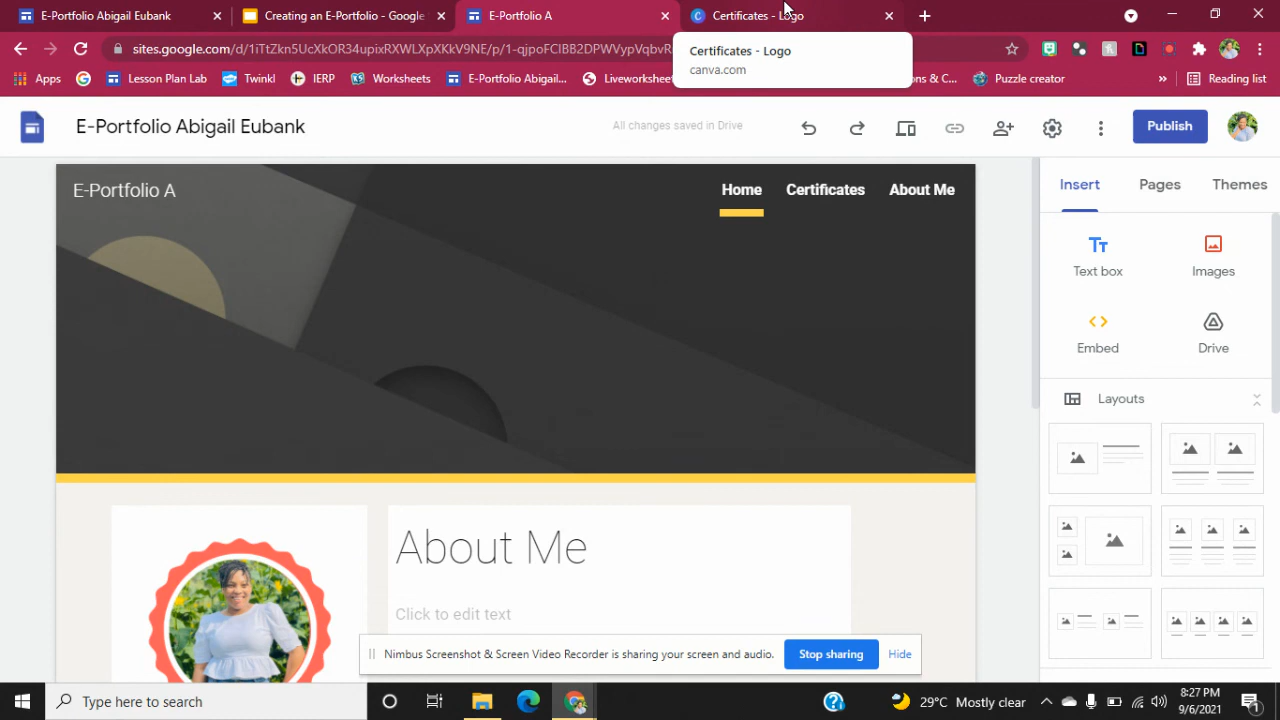 E-Portfolio Abigail Eubank
Creating an E-Portfolio - Google
E-Portfolio A
Certificates - Logo
sites.google.com/d/1iTtZkn5UcXkOR34upixRXWLXpXKkV9NE/p/1-qjpoFCIBB2DPWVypVqbvR
Certificates - Logo
canva.com
Apps
Lesson Plan Lab
Twinkl
IERP
Worksheets
E-Portfolio Abigail...
Liveworkshee
ons & C...
Puzzle creator
»
Reading list
E-Portfolio Abigail Eubank
All changes saved in Drive
Publish
E-Portfolio A
Home
Certificates
About Me
Insert
Pages
Themes
Tт
Text box
Images
Embed
Drive
Layouts
About Me
Click to edit text
Nimbus Screenshot & Screen Video Recorder is sharing your screen and audio.
Stop sharing
Hide
Type here to search
29°C Mostly clear
8:27 PM
9/6/2021
1